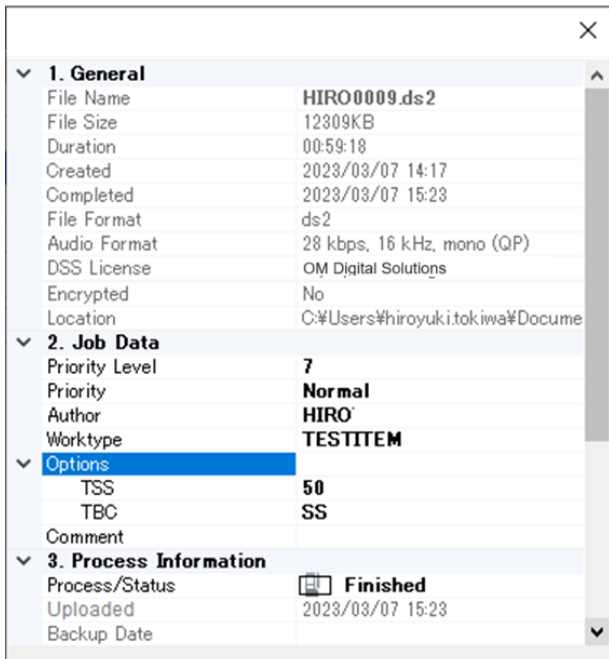 1. General
File Name HIRO0009.ds2
File Size 12309KB
Duration 00:59:18
Created 2023/03/07 14:17
Completed 2023/03/07 15:23
File Format ds2
Audio Format 28 kbps, 16 kHz, mono (QP)
DSS License OM Digital Solutions
Encrypted No
Location C:¥Users¥hiroyuki.tokiwa¥Docume
2. Job Data
Priority Level 7
Priority Normal
Author HIRO
Worktype TESTITEM
Options
TSS 50
TBC SS
Comment
3. Process Information
Process/Status Finished
Uploaded 2023/03/07 15:23
Backup Date